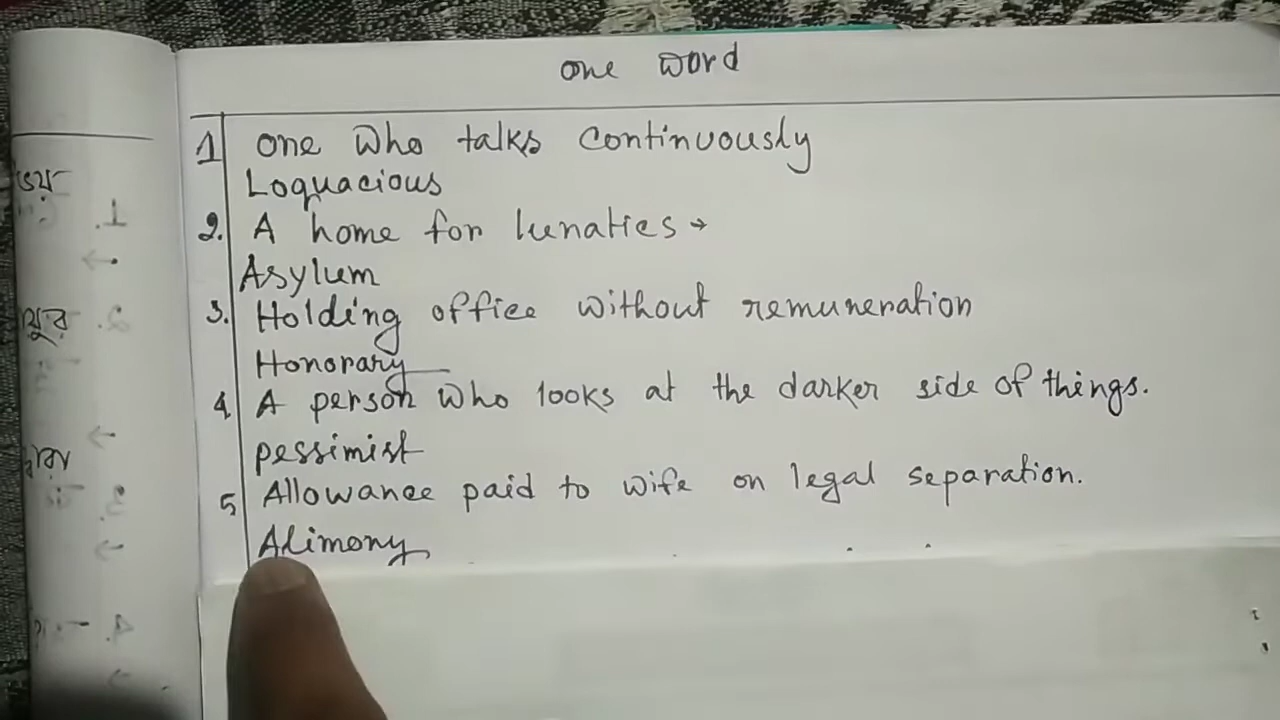 one word
1 one who talks continuously
Loquacious
2. A home for lunatics →
Asylum
3. Holding office without remuneration
Honorary
4 A person who looks at the darker side of things.
pessimist
5 Allowance paid to wife on legal separation.
Alimony